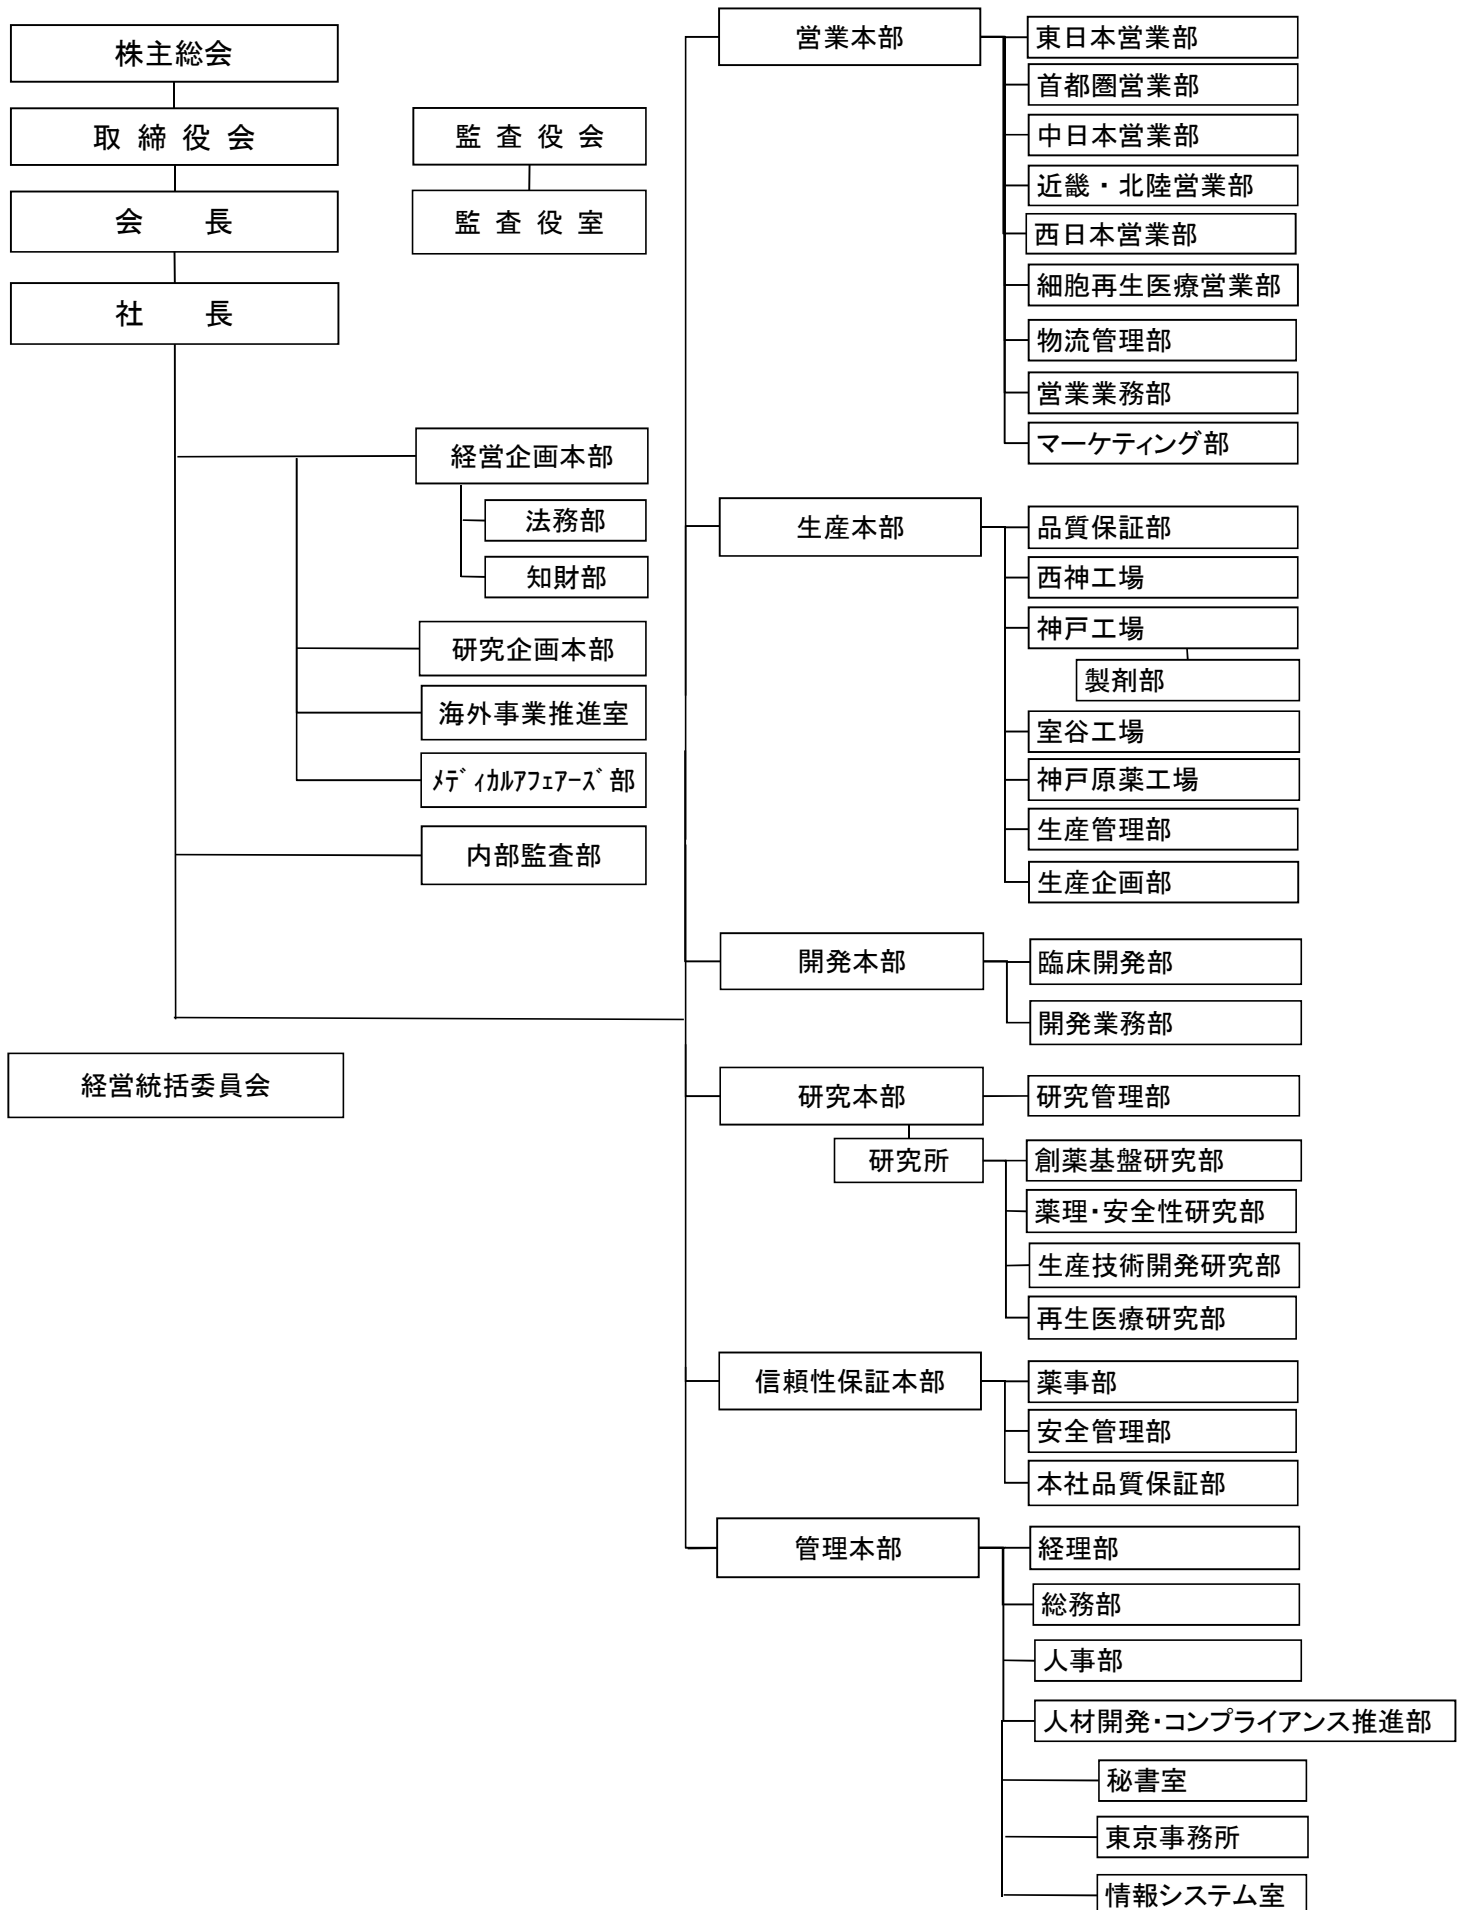 株主総会
取 締 役 会
会　　長
社　　長
監 査 役 会
監 査 役 室
経営企画本部
法務部
知財部
研究企画本部
海外事業推進室
ﾒﾃﾞｨｶﾙｱﾌｪｱｰｽﾞ部
内部監査部
経営統括委員会
営業本部
東日本営業部
首都圏営業部
中日本営業部
近畿・北陸営業部
西日本営業部
細胞再生医療営業部
物流管理部
営業業務部
マーケティング部
生産本部
品質保証部
西神工場
神戸工場
製剤部
室谷工場
神戸原薬工場
生産管理部
生産企画部
開発本部
臨床開発部
開発業務部
研究本部
研究管理部
研究所
創薬基盤研究部
薬理・安全性研究部
生産技術開発研究部
再生医療研究部
信頼性保証本部
薬事部
安全管理部
本社品質保証部
管理本部
経理部
総務部
人事部
人材開発・コンプライアンス推進部
秘書室
東京事務所
情報システム室